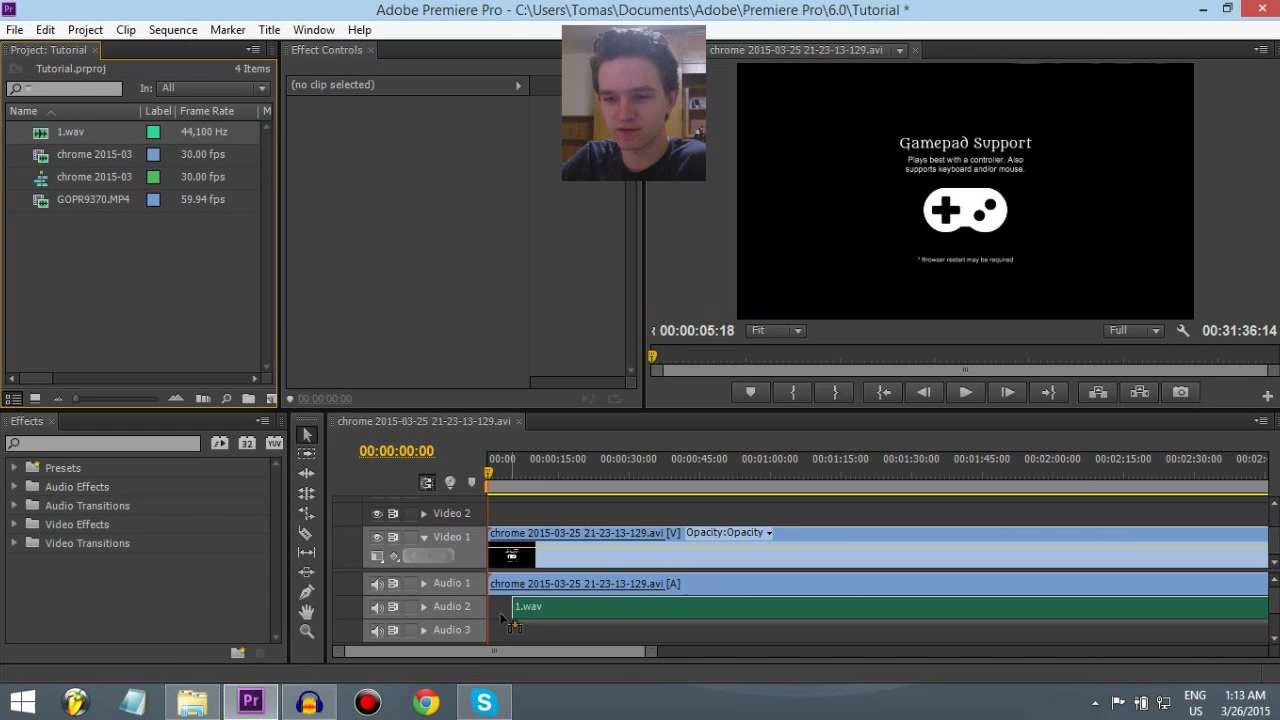 Adobe Premiere Pro - C:\Users\Tomas\Documents\Adobe\Premiere Pro\6.0\Tutorial *
File Edit Project Clip Sequence Marker Title Window Help
Project: Tutorial
Effect Controls
chrome 2015-03-25 21-23-13-129.avi
Tutorial.prproj 4 Items
In: All
(no clip selected)
Name Label Frame Rate M
1.wav 44,100 Hz
chrome 2015-03 30.00 fps
chrome 2015-03 30.00 fps
GOPR9370.MP4 59.94 fps
Gamepad Support
Plays best with a controller. Also
supports keyboard and/or mouse.
* Browser restart may be required
00:00:05:18 Fit Full 00:31:36:14
00:00:00:00
Effects
32 YUV
Presets
Audio Effects
Audio Transitions
Video Effects
Video Transitions
chrome 2015-03-25 21-23-13-129.avi
00:00:00:00
00:00 00:00:15:00 00:00:30:00 00:00:45:00 00:01:00:00 00:01:15:00 00:01:30:00 00:01:45:00 00:02:00:00 00:02:15:00 00:02:30:00 00:02:
Video 2
Video 1 chrome 2015-03-25 21-23-13-129.avi [V] Opacity:Opacity
Audio 1 chrome 2015-03-25 21-23-13-129.avi [A]
Audio 2 1.wav
Audio 3
Pr
ENG 1:13 AM
US 3/26/2015